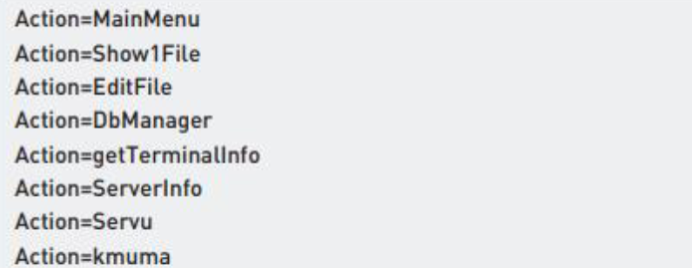 Action=MainMenu
Action=Show1File
Action=EditFile
Action=DbManager
Action=getTerminalInfo
Action=ServerInfo
Action=Servu
Action=kmuma